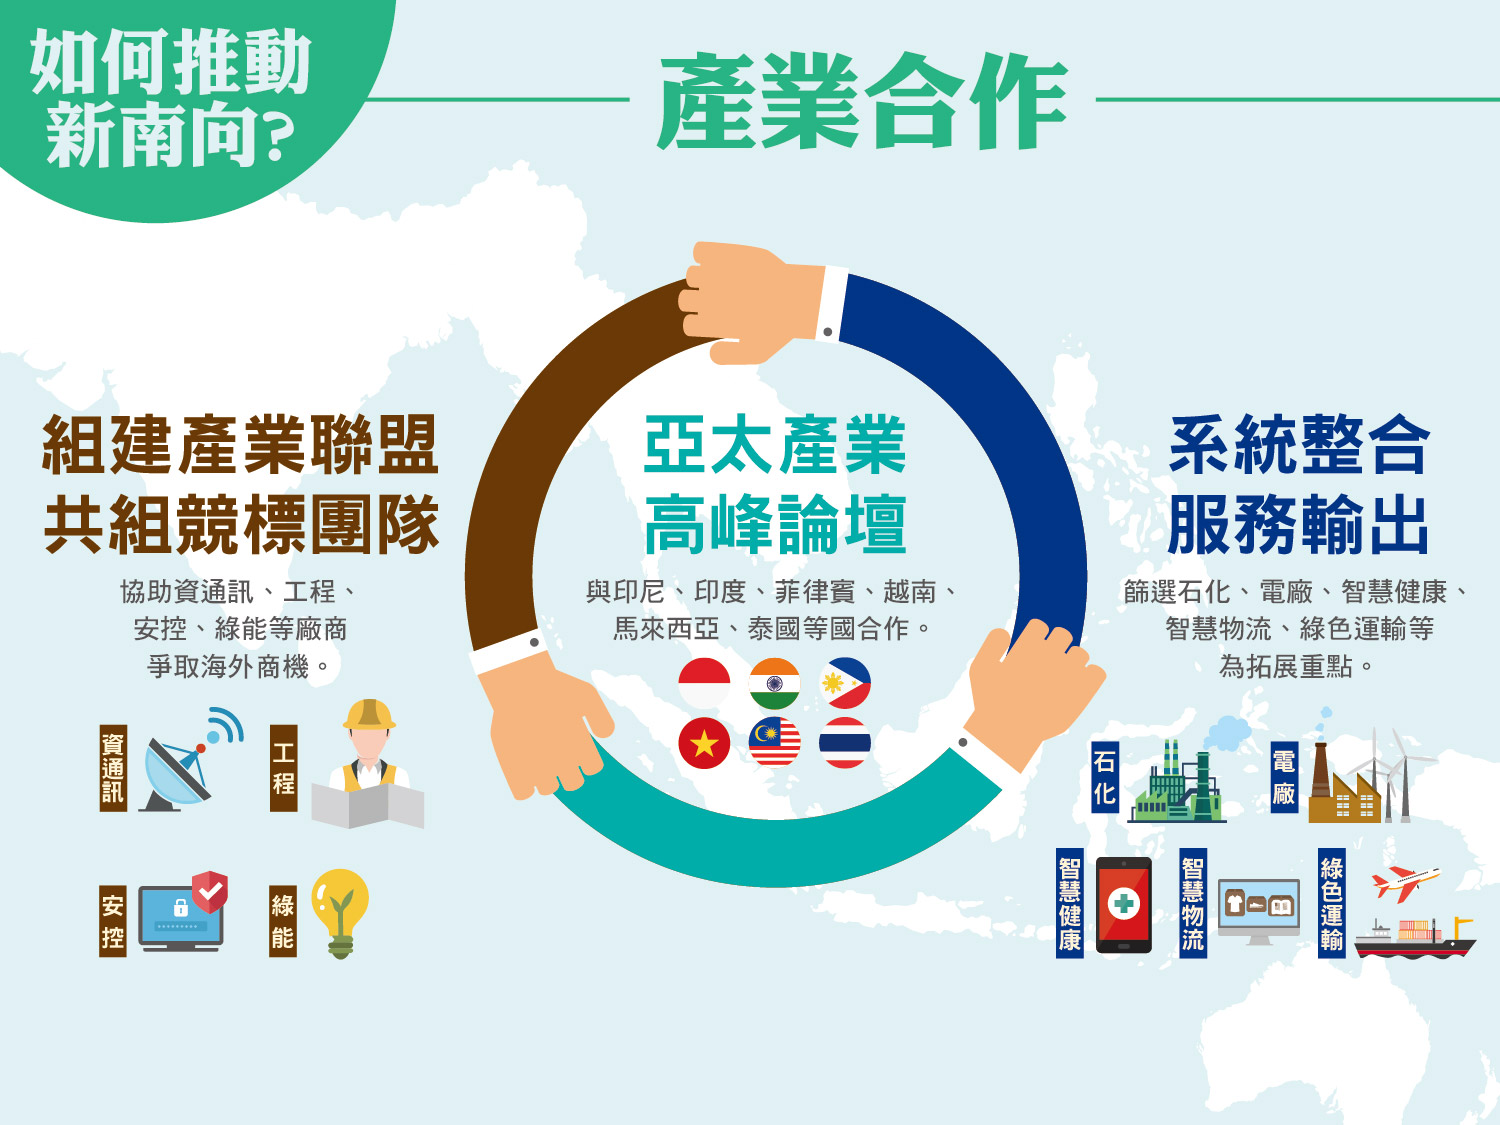 如何推動
新南向?
產業合作
組建產業聯盟
共組競標團隊
協助資通訊、工程、
安控、綠能等廠商
爭取海外商機。
資通訊
工程
安控
綠能
亞太產業
高峰論壇
與印尼、印度、菲律賓、越南、
馬來西亞、泰國等國合作。
系統整合
服務輸出
篩選石化、電廠、智慧健康、
智慧物流、綠色運輸等
為拓展重點。
石化
電廠
智慧健康
智慧物流
綠色運輸